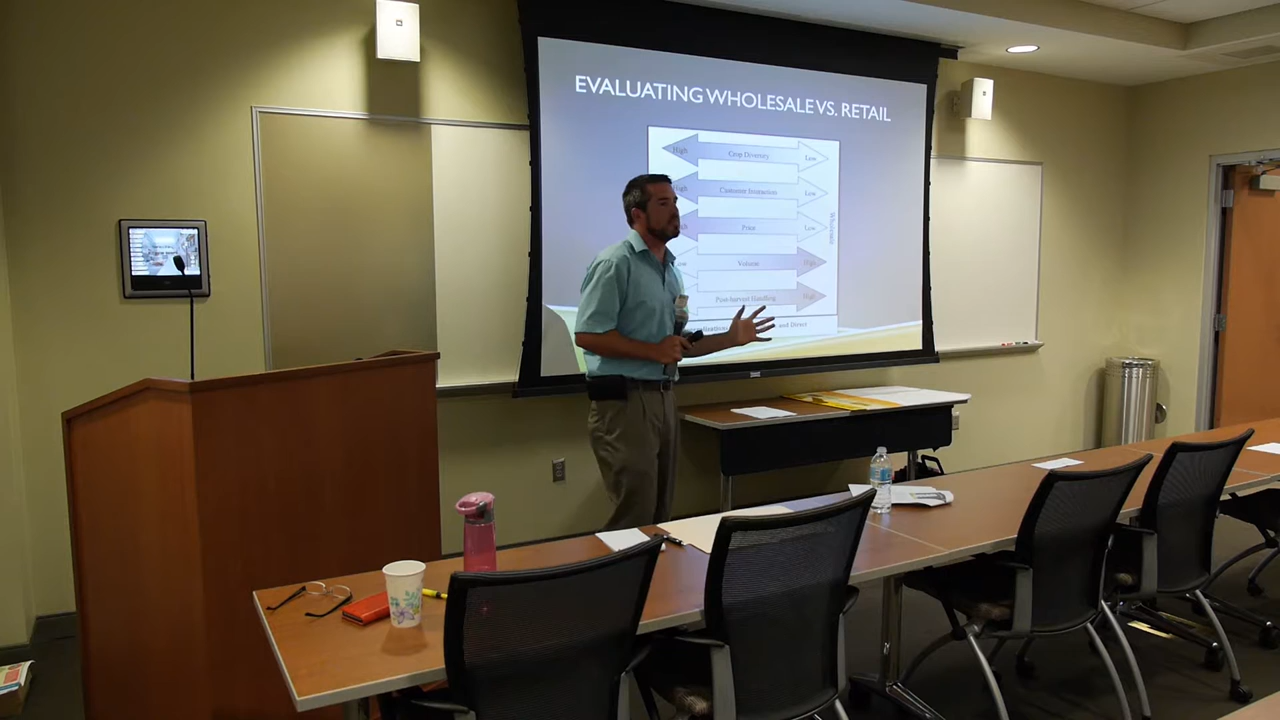 EVALUATING WHOLESALE VS. RETAIL
High Crop Diversity Low
High Customer Interaction Low
Price Low
Volume High
Post-harvest Handling High
Wholesale
and Direct